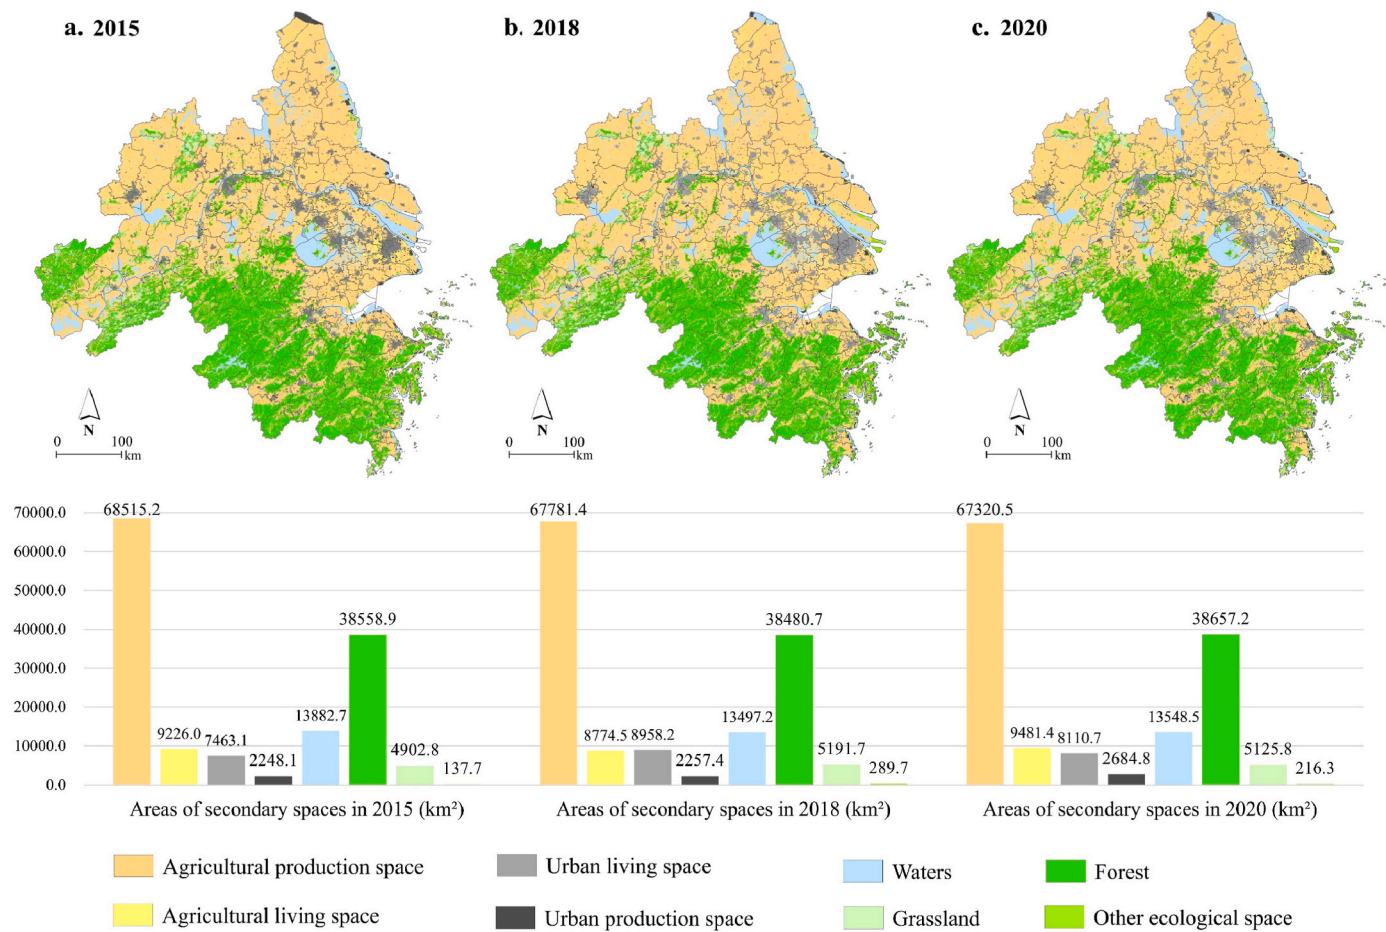 a. 2015
b. 2018
c. 2020
N
0 100
km
N
0 100
km
N
0 100
km
70000.0
60000.0
50000.0
40000.0
30000.0
20000.0
10000.0
0.0
68515.2
9226.0
7463.1
2248.1
13882.7
38558.9
4902.8
137.7
67781.4
8774.5
8958.2
2257.4
13497.2
38480.7
5191.7
289.7
67320.5
9481.4
8110.7
2684.8
13548.5
38657.2
5125.8
216.3
Areas of secondary spaces in 2015 (km²)
Areas of secondary spaces in 2018 (km²)
Areas of secondary spaces in 2020 (km²)
Agricultural production space
Urban living space
Waters
Forest
Agricultural living space
Urban production space
Grassland
Other ecological space